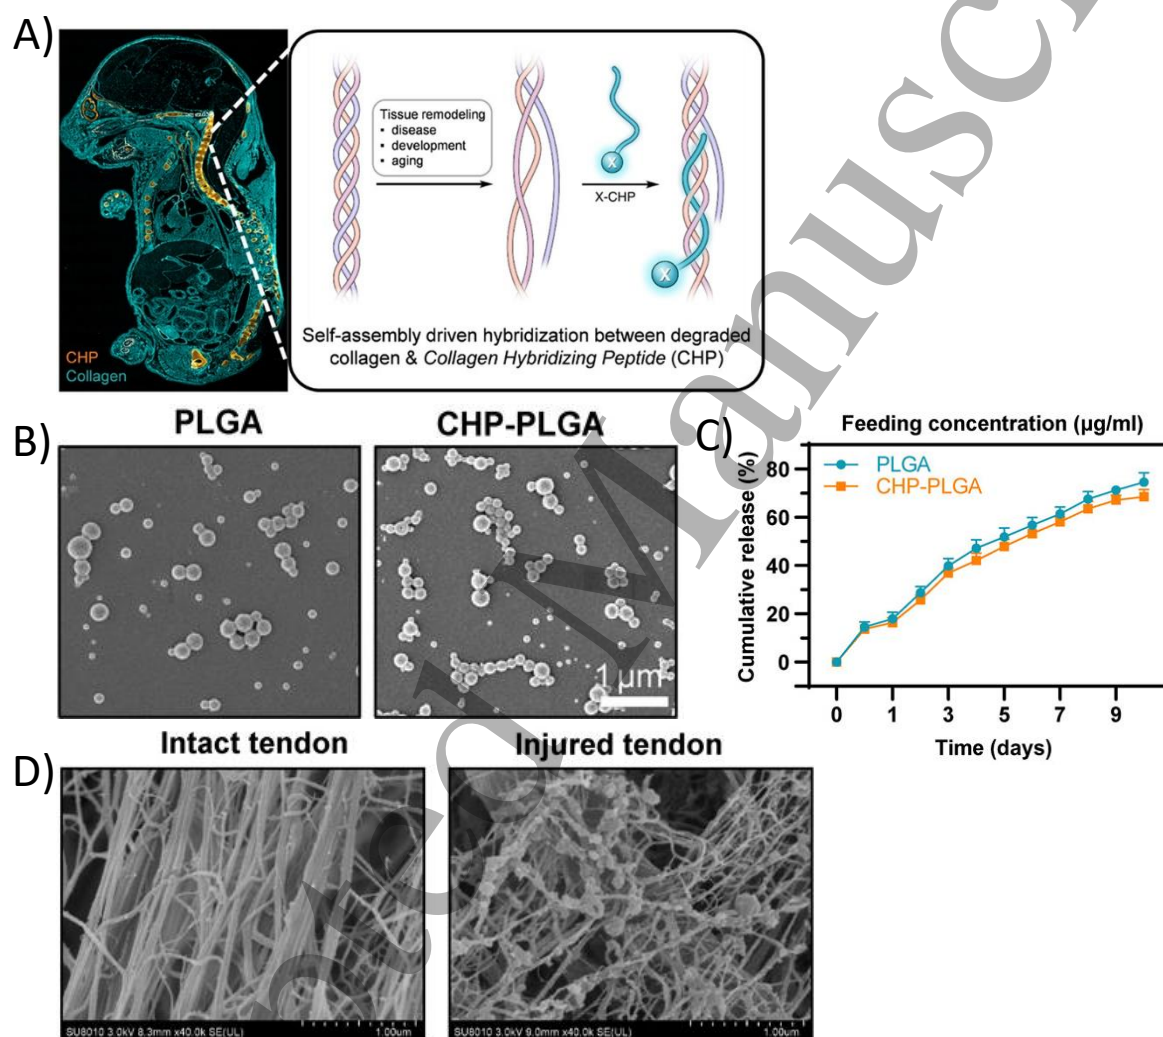 A)
Tissue remodeling
▪ disease
▪ development
▪ aging
X
X-CHP
X
Self-assembly driven hybridization between degraded
collagen & Collagen Hybridizing Peptide (CHP)
CHP
Collagen
B)
PLGA
CHP-PLGA
1 µm
C)
Feeding concentration (µg/ml)
PLGA
CHP-PLGA
Cumulative release (%)
80
60
40
20
0
0 1 3 5 7 9
Time (days)
D)
Intact tendon
Injured tendon
SU8010 3.0kV 8.3mm x40.0k SE(UL) 1.00um
SU8010 3.0kV 9.0mm x40.0k SE(UL) 1.00um
ed Manuscri